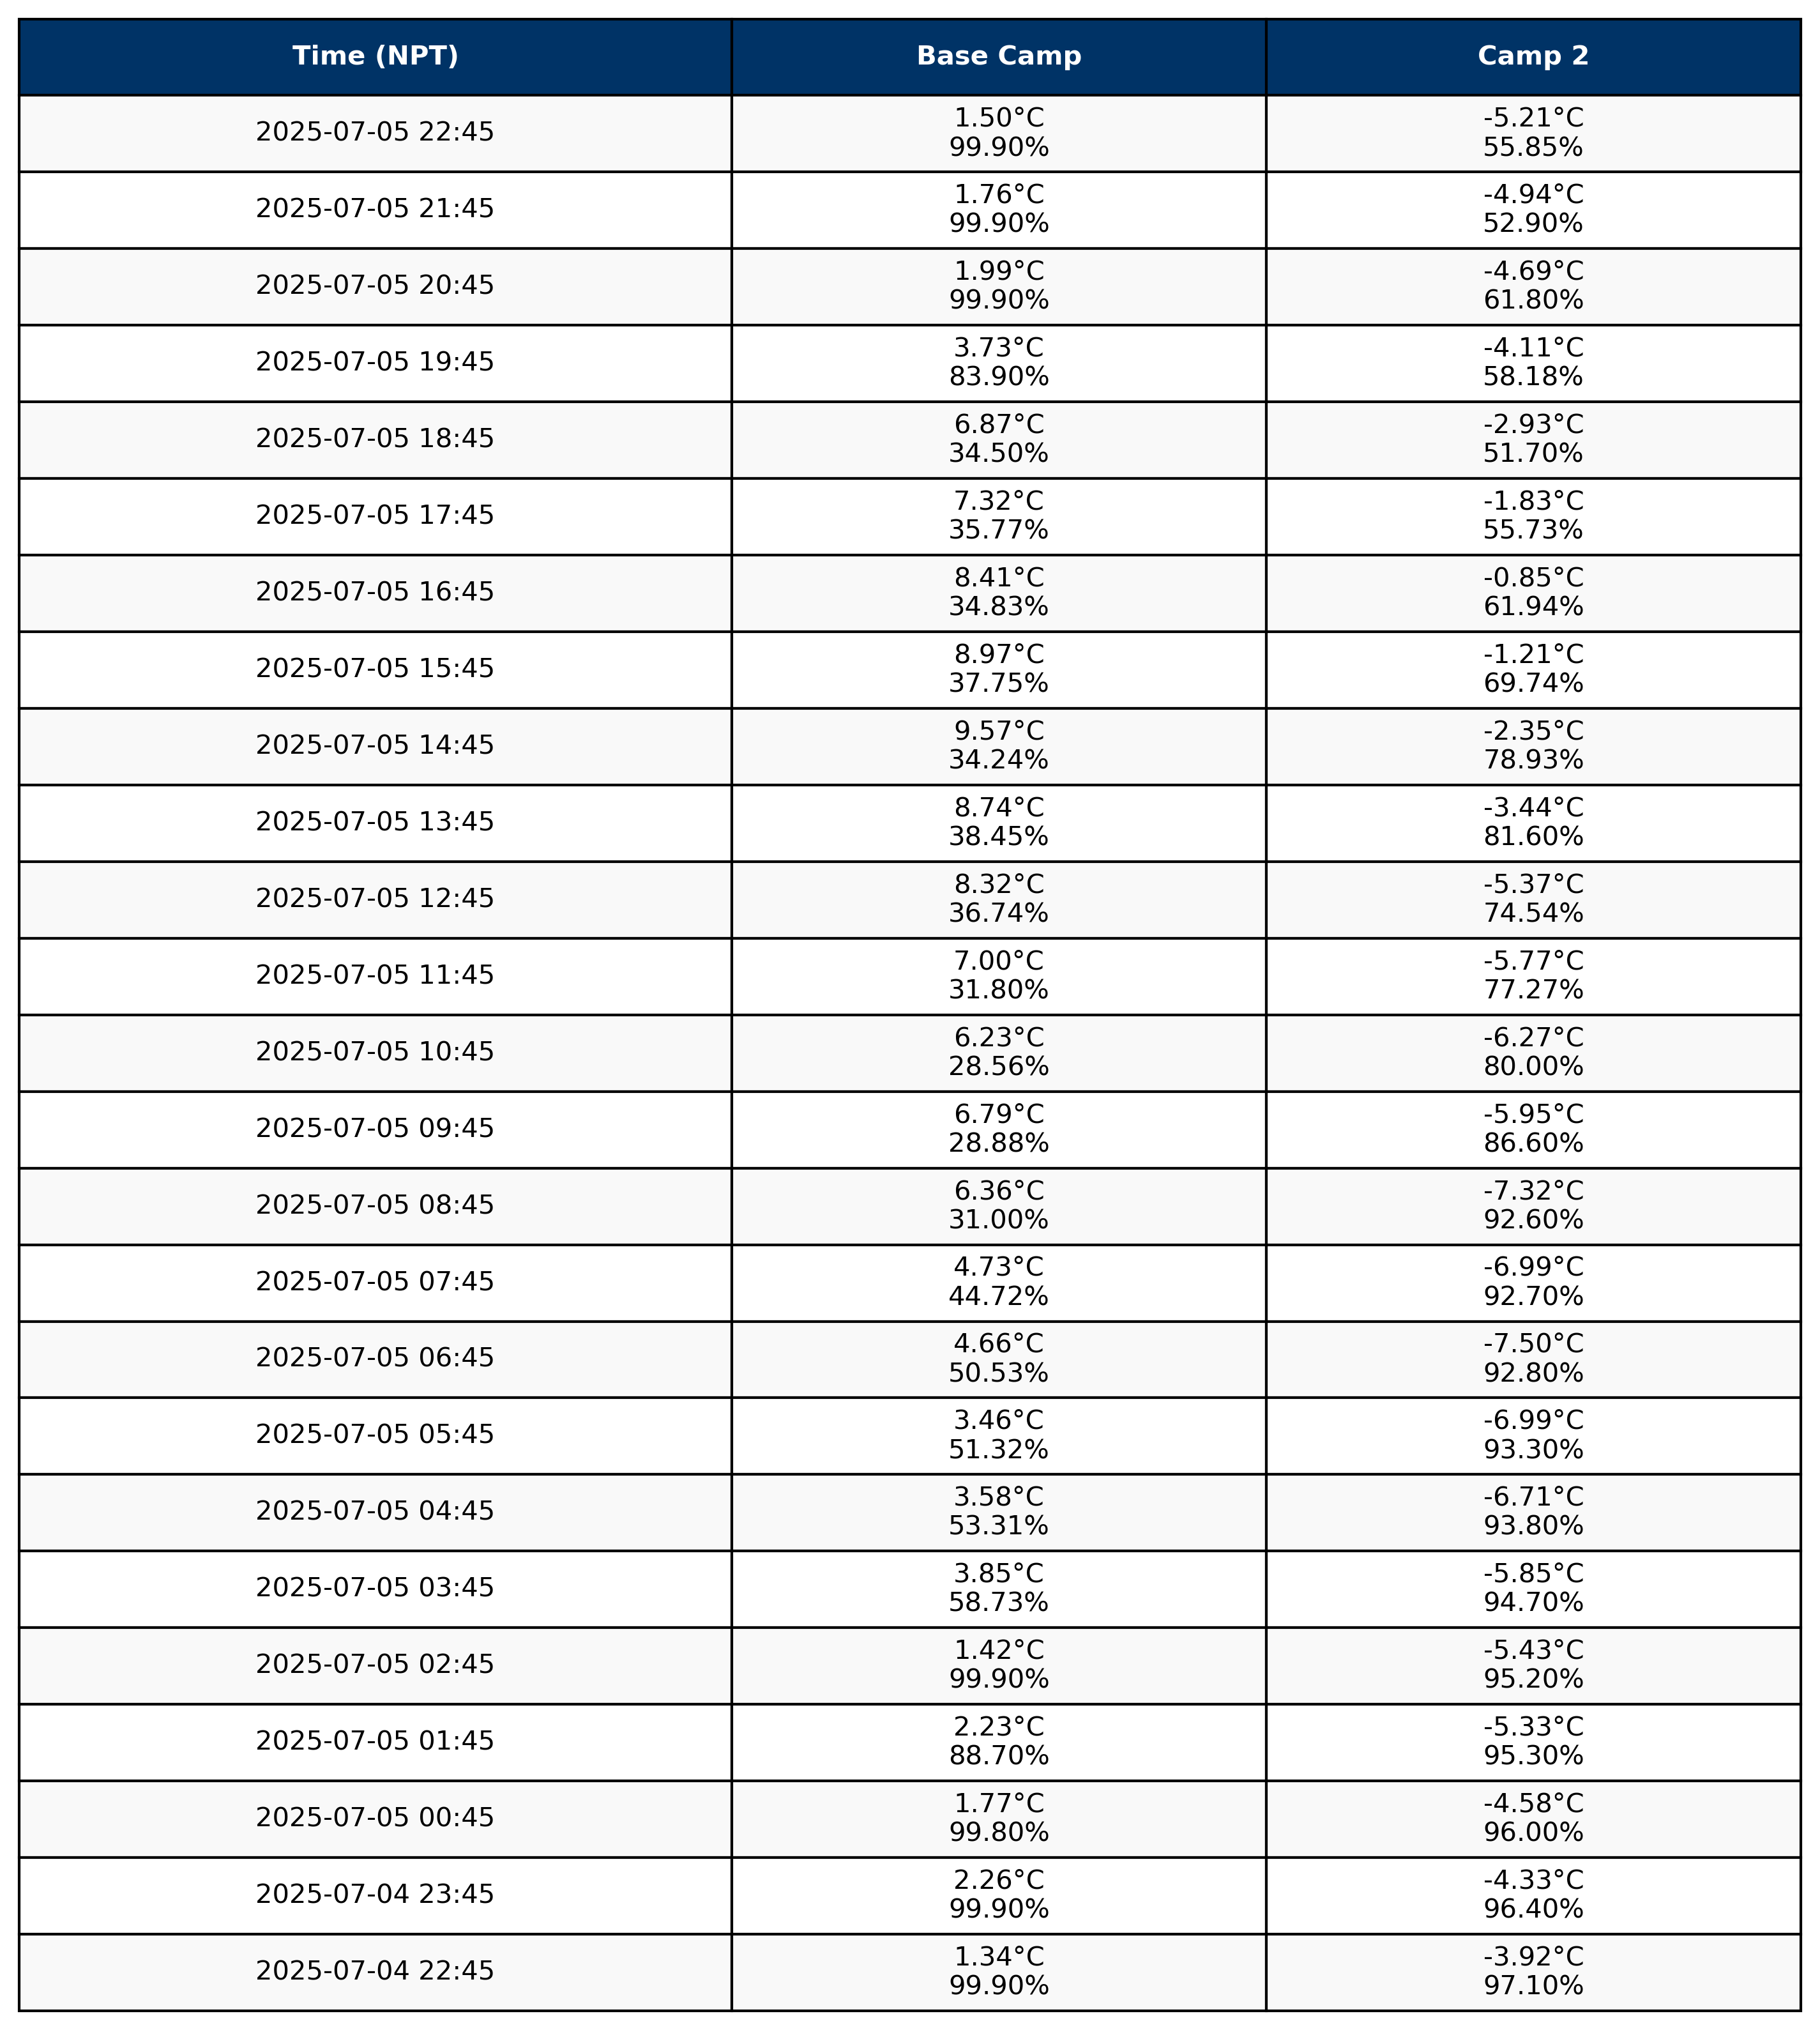 Time (NPT) Base Camp Camp 2
2025-07-05 22:45 1.50°C -5.21°C
99.90% 55.85%
2025-07-05 21:45 1.76°C -4.94°C
99.90% 52.90%
2025-07-05 20:45 1.99°C -4.69°C
99.90% 61.80%
2025-07-05 19:45 3.73°C -4.11°C
83.90% 58.18%
2025-07-05 18:45 6.87°C -2.93°C
34.50% 51.70%
2025-07-05 17:45 7.32°C -1.83°C
35.77% 55.73%
2025-07-05 16:45 8.41°C -0.85°C
34.83% 61.94%
2025-07-05 15:45 8.97°C -1.21°C
37.75% 69.74%
2025-07-05 14:45 9.57°C -2.35°C
34.24% 78.93%
2025-07-05 13:45 8.74°C -3.44°C
38.45% 81.60%
2025-07-05 12:45 8.32°C -5.37°C
36.74% 74.54%
2025-07-05 11:45 7.00°C -5.77°C
31.80% 77.27%
2025-07-05 10:45 6.23°C -6.27°C
28.56% 80.00%
2025-07-05 09:45 6.79°C -5.95°C
28.88% 86.60%
2025-07-05 08:45 6.36°C -7.32°C
31.00% 92.60%
2025-07-05 07:45 4.73°C -6.99°C
44.72% 92.70%
2025-07-05 06:45 4.66°C -7.50°C
50.53% 92.80%
2025-07-05 05:45 3.46°C -6.99°C
51.32% 93.30%
2025-07-05 04:45 3.58°C -6.71°C
53.31% 93.80%
2025-07-05 03:45 3.85°C -5.85°C
58.73% 94.70%
2025-07-05 02:45 1.42°C -5.43°C
99.90% 95.20%
2025-07-05 01:45 2.23°C -5.33°C
88.70% 95.30%
2025-07-05 00:45 1.77°C -4.58°C
99.80% 96.00%
2025-07-04 23:45 2.26°C -4.33°C
99.90% 96.40%
2025-07-04 22:45 1.34°C -3.92°C
99.90% 97.10%